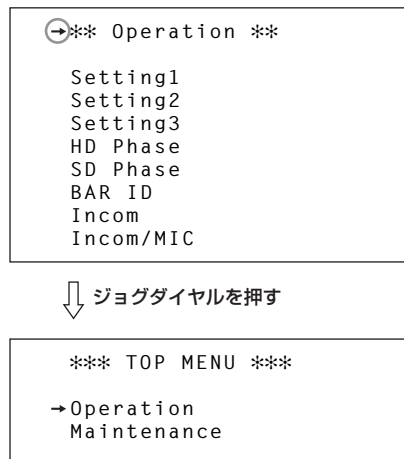 →** Operation **
Setting1
Setting2
Setting3
HD Phase
SD Phase
BAR ID
Incom
Incom/MIC
ジョグダイヤルを押す
*** TOP MENU ***
→Operation
Maintenance